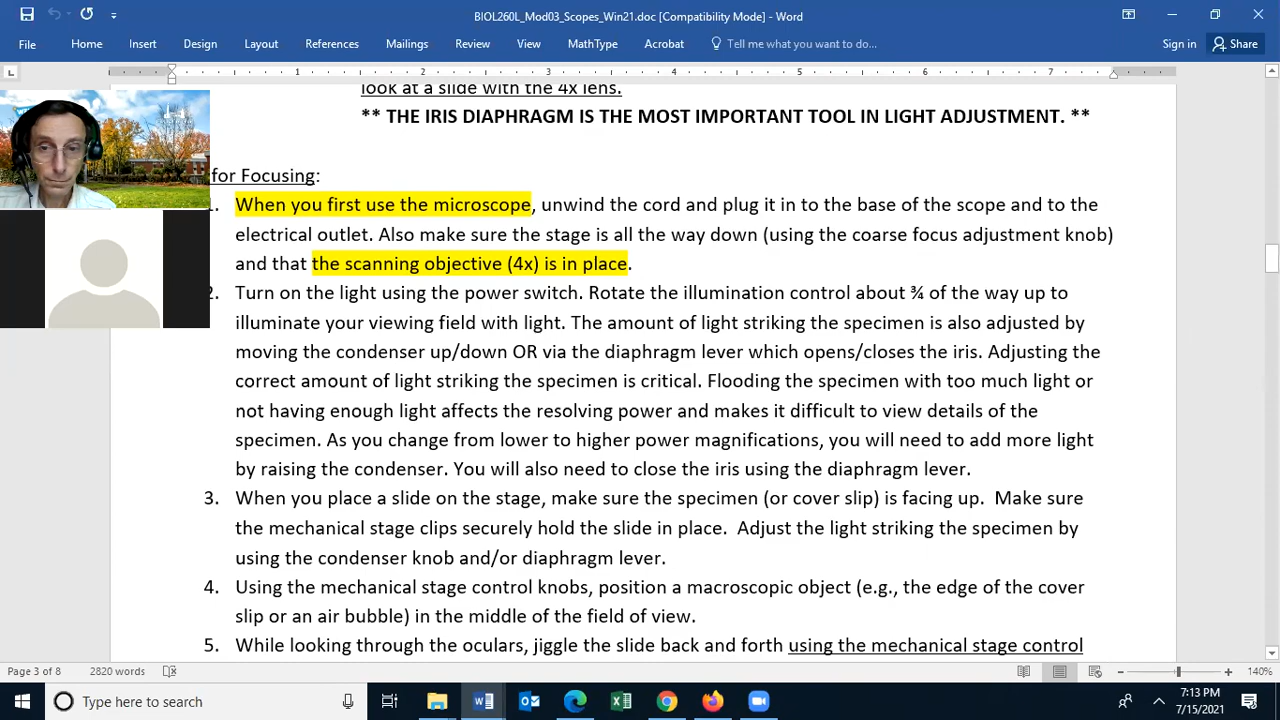 BIOL260L_Mod03_Scopes_Win21.doc [Compatibility Mode] - Word
File Home Insert Design Layout References Mailings Review View MathType Acrobat Tell me what you want to do... Sign in Share
1 2 3 4 5 6 7
look at a slide with the 4x lens.
** THE IRIS DIAPHRAGM IS THE MOST IMPORTANT TOOL IN LIGHT ADJUSTMENT. **
for Focusing:
When you first use the microscope, unwind the cord and plug it in to the base of the scope and to the
electrical outlet. Also make sure the stage is all the way down (using the coarse focus adjustment knob)
and that the scanning objective (4x) is in place.
2. Turn on the light using the power switch. Rotate the illumination control about ¾ of the way up to
illuminate your viewing field with light. The amount of light striking the specimen is also adjusted by
moving the condenser up/down OR via the diaphragm lever which opens/closes the iris. Adjusting the
correct amount of light striking the specimen is critical. Flooding the specimen with too much light or
not having enough light affects the resolving power and makes it difficult to view details of the
specimen. As you change from lower to higher power magnifications, you will need to add more light
by raising the condenser. You will also need to close the iris using the diaphragm lever.
3. When you place a slide on the stage, make sure the specimen (or cover slip) is facing up. Make sure
the mechanical stage clips securely hold the slide in place. Adjust the light striking the specimen by
using the condenser knob and/or diaphragm lever.
4. Using the mechanical stage control knobs, position a macroscopic object (e.g., the edge of the cover
slip or an air bubble) in the middle of the field of view.
5. While looking through the oculars, jiggle the slide back and forth using the mechanical stage control
Page 3 of 8 2820 words 140%
Type here to search
7:13 PM
7/15/2021